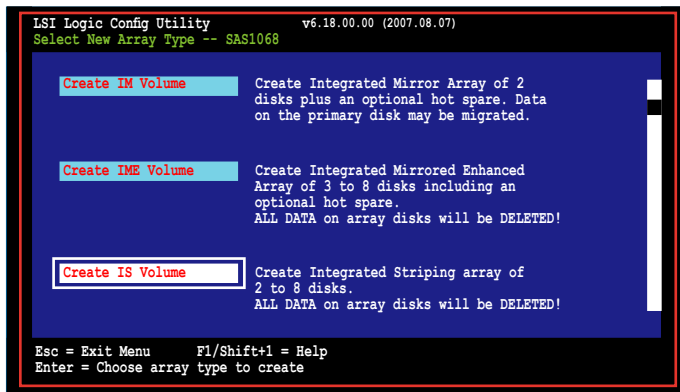 LSI Logic Config Utility v6.18.00.00 (2007.08.07)
Select New Array Type -- SAS1068
Create IM Volume Create Integrated Mirror Array of 2
disks plus an optional hot spare. Data
on the primary disk may be migrated.
Create IME Volume Create Integrated Mirrored Enhanced
Array of 3 to 8 disks including an
optional hot spare.
ALL DATA on array disks will be DELETED!
Create IS Volume Create Integrated Striping array of
2 to 8 disks.
ALL DATA on array disks will be DELETED!
Esc = Exit Menu F1/Shift+1 = Help
Enter = Choose array type to create